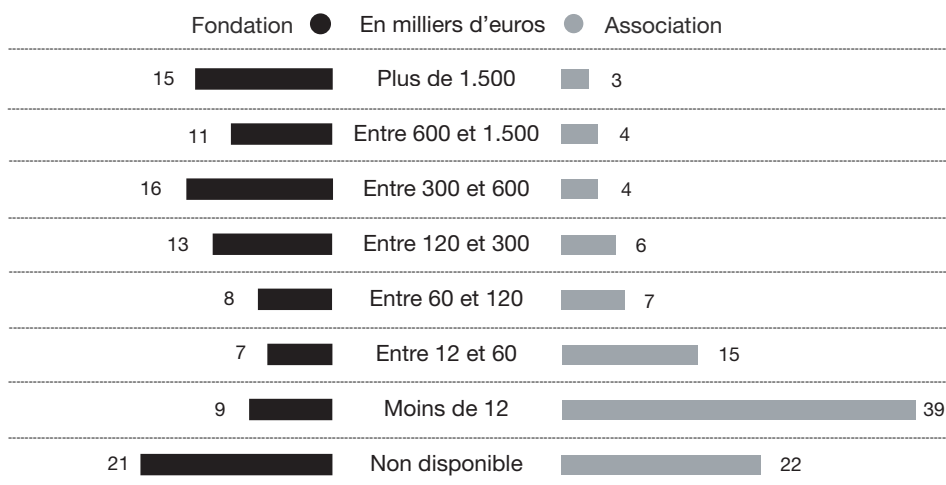 Fondation En milliers d’euros Association
15 Plus de 1.500 3
11 Entre 600 et 1.500 4
16 Entre 300 et 600 4
13 Entre 120 et 300 6
8 Entre 60 et 120 7
7 Entre 12 et 60 15
9 Moins de 12 39
21 Non disponible 22